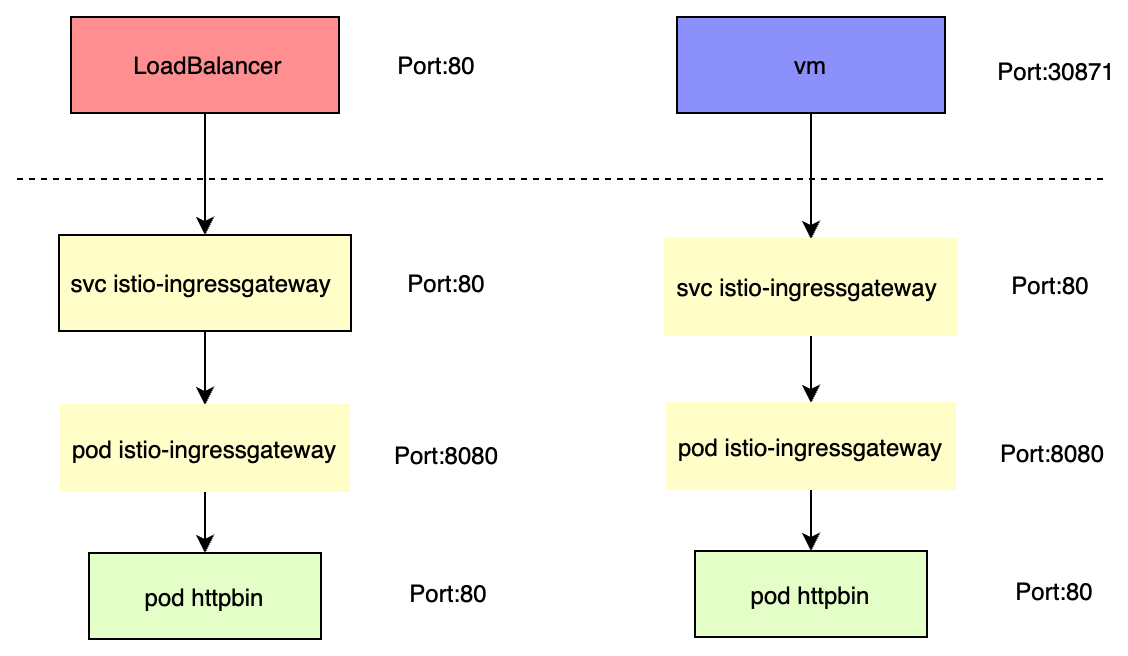 LoadBalancer
Port:80
vm
Port:30871
svc istio-ingressgateway
Port:80
svc istio-ingressgateway
Port:80
pod istio-ingressgateway
Port:8080
pod istio-ingressgateway
Port:8080
pod httpbin
Port:80
pod httpbin
Port:80